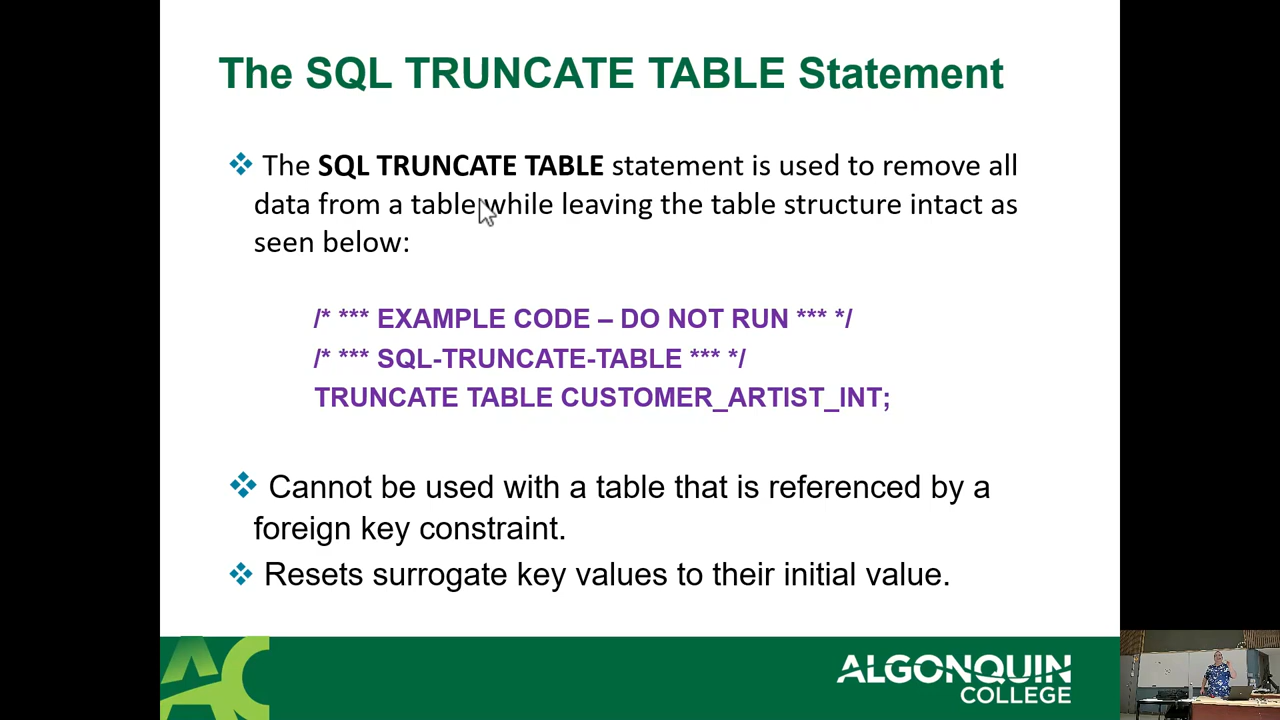 The SQL TRUNCATE TABLE Statement
The SQL TRUNCATE TABLE statement is used to remove all
data from a table while leaving the table structure intact as
seen below:
/* *** EXAMPLE CODE – DO NOT RUN *** */
/* *** SQL-TRUNCATE-TABLE *** */
TRUNCATE TABLE CUSTOMER_ARTIST_INT;
Cannot be used with a table that is referenced by a
foreign key constraint.
Resets surrogate key values to their initial value.
AC
ALGONQUIN
COLLEGE